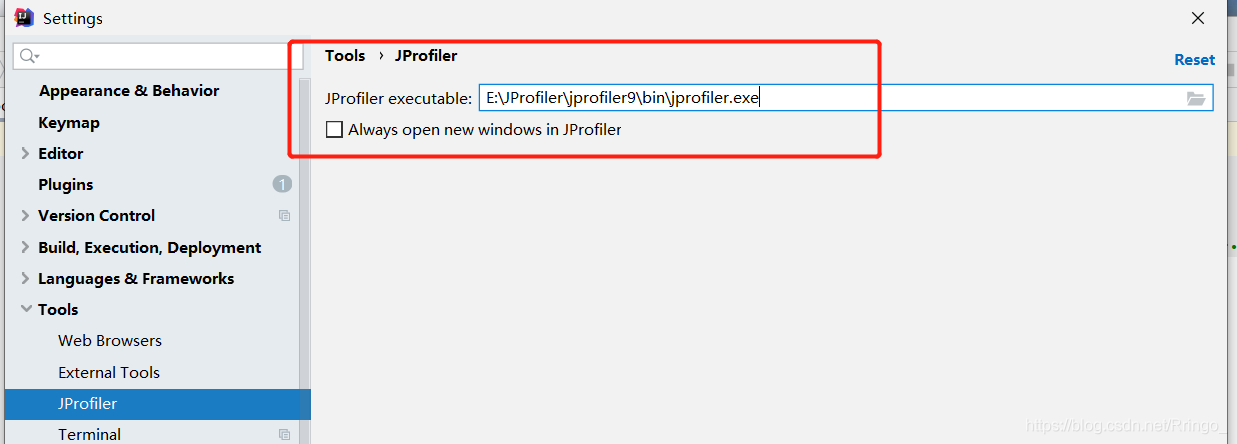 Settings
Tools › JProfiler
Reset
Appearance & Behavior
JProfiler executable: E:\JProfiler\jprofiler9\bin\jprofiler.exe
Keymap
Always open new windows in JProfiler
Editor
Plugins 1
Version Control
Build, Execution, Deployment
Languages & Frameworks
Tools
Web Browsers
External Tools
JProfiler
Terminal
https://blog.csdn.net/Rringo_